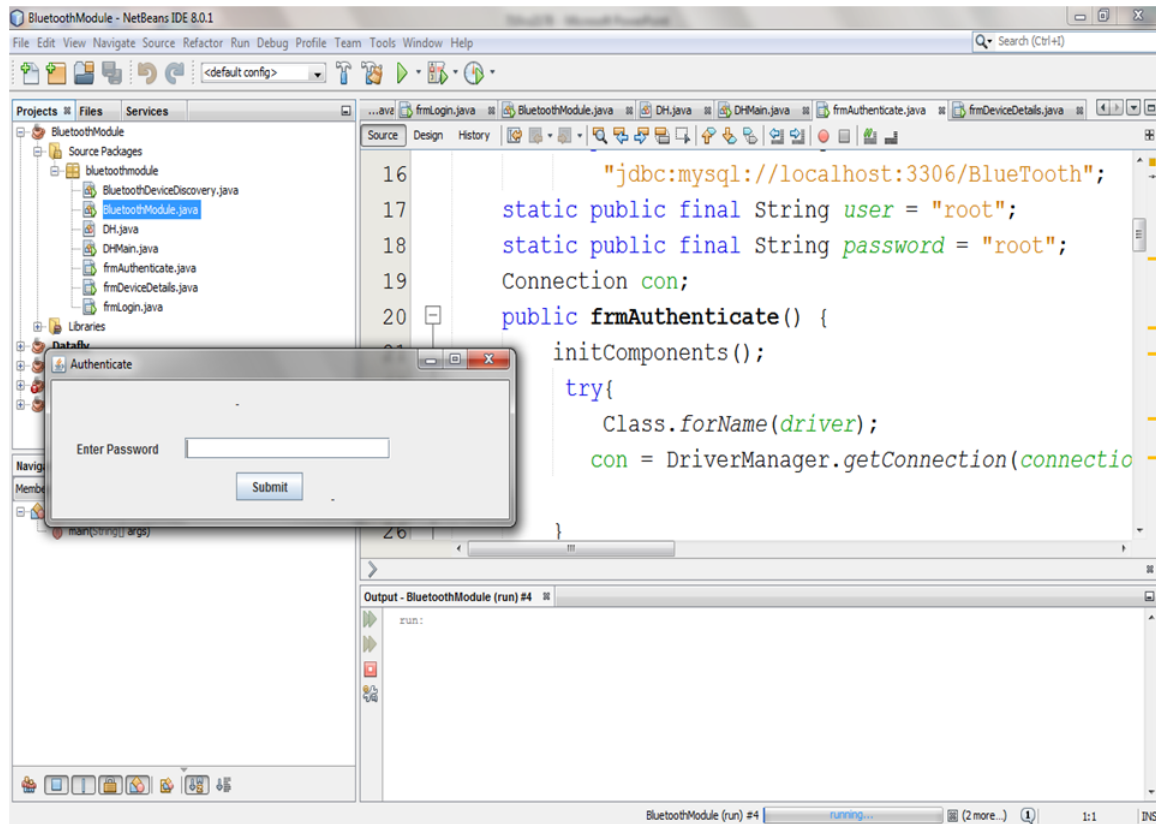 BluetoothModule - NetBeans IDE 8.0.1
File Edit View Navigate Source Refactor Run Debug Profile Team Tools Window Help
Search (Ctrl+I)
<default config>
Projects Files Services
BluetoothModule
Source Packages
bluetoothmodule
BluetoothDeviceDiscovery.java
BluetoothModule.java
DH.java
DHMain.java
frmAuthenticate.java
frmDeviceDetails.java
frmLogin.java
Libraries
Datafly
Authenticate
-
Enter Password
Submit
-
Navig
Membe
main(String[] args)
...ave frmLogin.java BluetoothModule.java DH.java DHMain.java frmAuthenticate.java frmDeviceDetails.java
Source Design History
16 "jdbc:mysql://localhost:3306/BlueTooth";
17 static public final String user = "root";
18 static public final String password = "root";
19 Connection con;
20 public frmAuthenticate() {
initComponents();
try{
Class.forName(driver);
con = DriverManager.getConnection(connectio
26 }
Output - BluetoothModule (run) #4
run:
BluetoothModule (run) #4 running... (2 more...) 1 1:1 INS